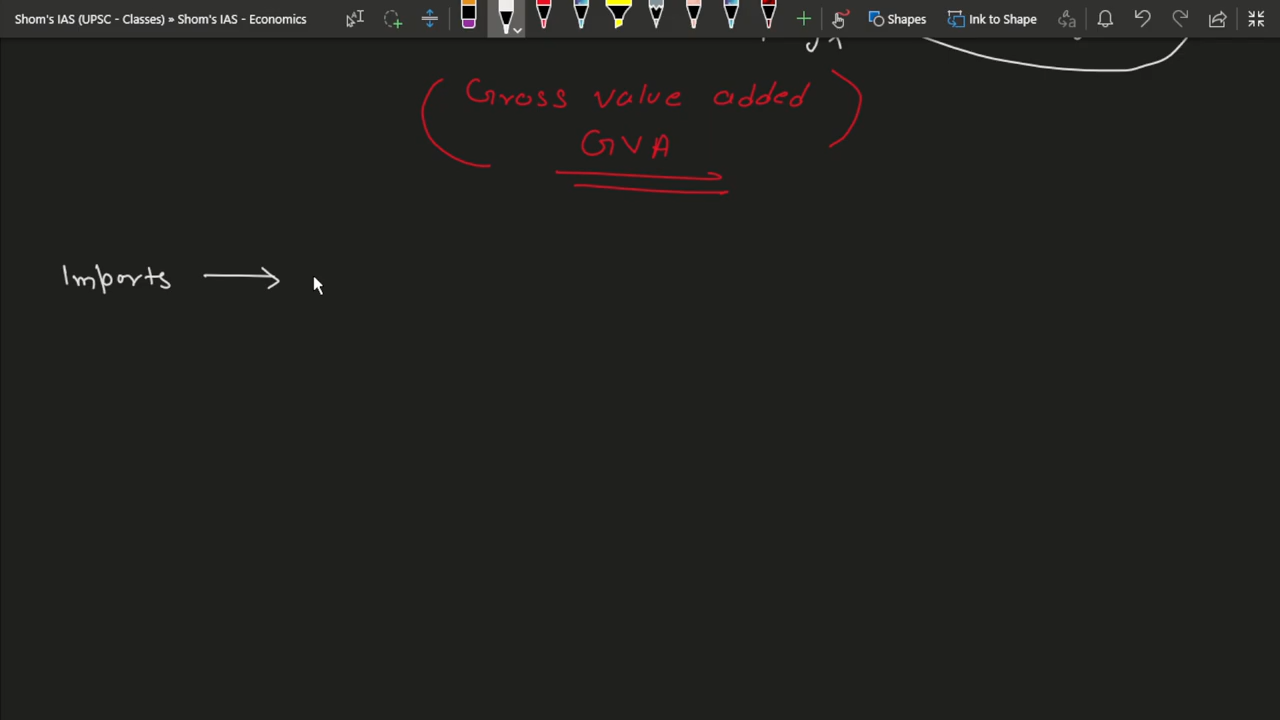 Shom's IAS (UPSC - Classes) » Shom's IAS - Economics
Shapes
Ink to Shape
Gross value added
GVA
Imports →